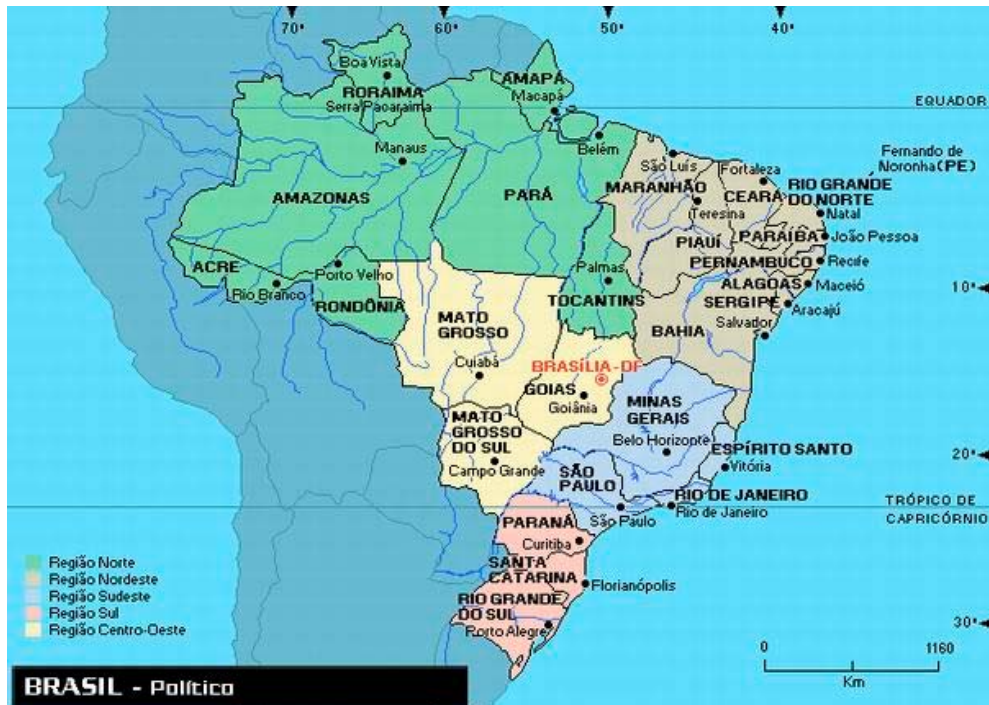 70°
60°
50°
40°
Boa Vista
RORAIMA
Serra Pacaraima
AMAPÁ
Macapá
EQUADOR
Manaus
Belém
São Luís
Fortaleza
Fernando de
Noronha(PE)
AMAZONAS
PARÁ
MARANHÃO
Teresina
CEARÁ
RIO GRANDE
DO NORTE
Natal
PIAUÍ
PARAÍBA
João Pessoa
ACRE
Rio Branco
Porto Velho
RONDÔNIA
Palmas
TOCANTINS
PERNAMBUCO
Recife
ALAGOAS
Maceió
SERGIPE
Aracajú
10°
MATO
GROSSO
Cuiabá
BAHIA
Salvador
BRASÍLIA-DF
GOIAS
Goiânia
MINAS
GERAIS
Belo Horizonte
MATO
GROSSO
DO SUL
Campo Grande
ESPÍRITO SANTO
Vitória
20°
SÃO
PAULO
São Paulo
RIO DE JANEIRO
Rio de Janeiro
TRÓPICO DE
CAPRICÓRNIO
PARANÁ
Curitiba
SANTA
CATARINA
Florianópolis
RIO GRANDE
DO SUL
Porto Alegre
30°
Região Norte
Região Nordeste
Região Sudeste
Região Sul
Região Centro-Oeste
0
1160
Km
BRASIL - Político